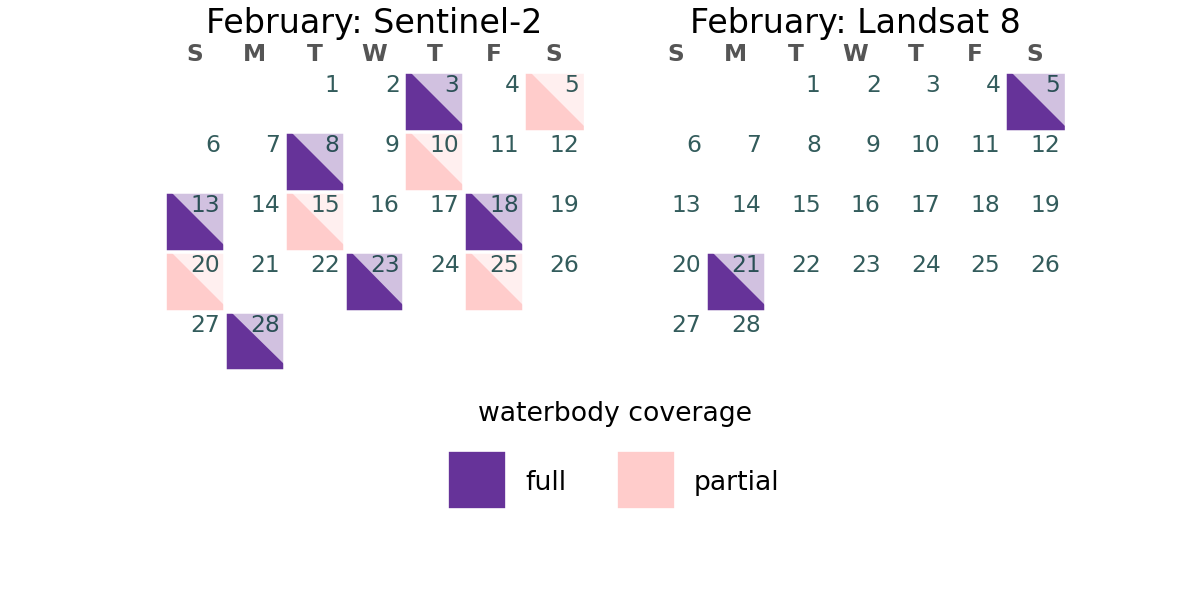 February: Sentinel-2
S M T W T F S
1 2 3 4 5
6 7 8 9 10 11 12
13 14 15 16 17 18 19
20 21 22 23 24 25 26
27 28
February: Landsat 8
S M T W T F S
1 2 3 4 5
6 7 8 9 10 11 12
13 14 15 16 17 18 19
20 21 22 23 24 25 26
27 28
waterbody coverage
full partial